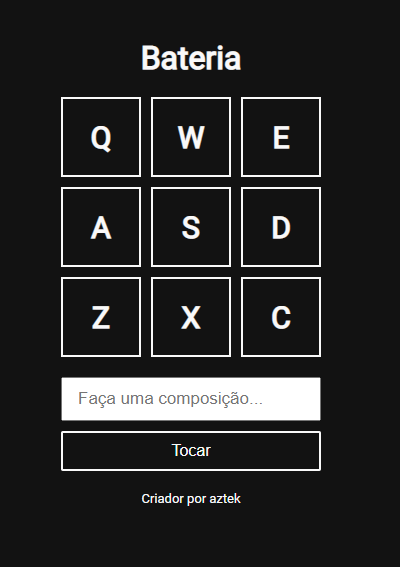 Bateria
Q W E
A S D
Z X C
Faça uma composição...
Tocar
Criador por aztek